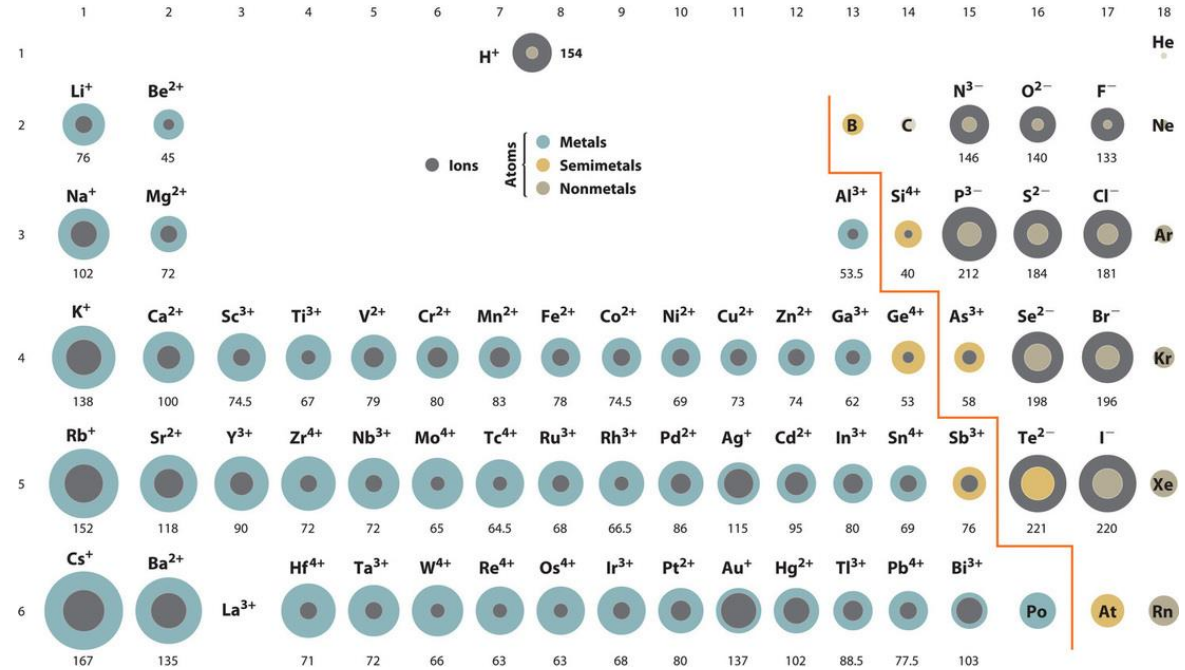 1 2 3 4 5 6 7 8 9 10 11 12 13 14 15 16 17 18
1 H⁺ 154 He
Li⁺ Be²⁺ N³⁻ O²⁻ F⁻
2 B C Ne
76 45 146 140 133
Ions
Atoms
Metals
Semimetals
Nonmetals
Na⁺ Mg²⁺ Al³⁺ Si⁴⁺ P³⁻ S²⁻ Cl⁻
3 Ar
102 72 53.5 40 212 184 181
K⁺ Ca²⁺ Sc³⁺ Ti³⁺ V²⁺ Cr²⁺ Mn²⁺ Fe²⁺ Co²⁺ Ni²⁺ Cu²⁺ Zn²⁺ Ga³⁺ Ge⁴⁺ As³⁺ Se²⁻ Br⁻
4 Kr
138 100 74.5 67 79 80 83 78 74.5 69 73 74 62 53 58 198 196
Rb⁺ Sr²⁺ Y³⁺ Zr⁴⁺ Nb³⁺ Mo⁴⁺ Tc⁴⁺ Ru³⁺ Rh³⁺ Pd²⁺ Ag⁺ Cd²⁺ In³⁺ Sn⁴⁺ Sb³⁺ Te²⁻ I⁻
5 Xe
152 118 90 72 72 65 64.5 68 66.5 86 115 95 80 69 76 221 220
Cs⁺ Ba²⁺ Hf⁴⁺ Ta³⁺ W⁴⁺ Re⁴⁺ Os⁴⁺ Ir³⁺ Pt²⁺ Au⁺ Hg²⁺ Tl³⁺ Pb⁴⁺ Bi³⁺
6 La³⁺ Po At Rn
167 135 71 72 66 63 63 68 80 137 102 88.5 77.5 103